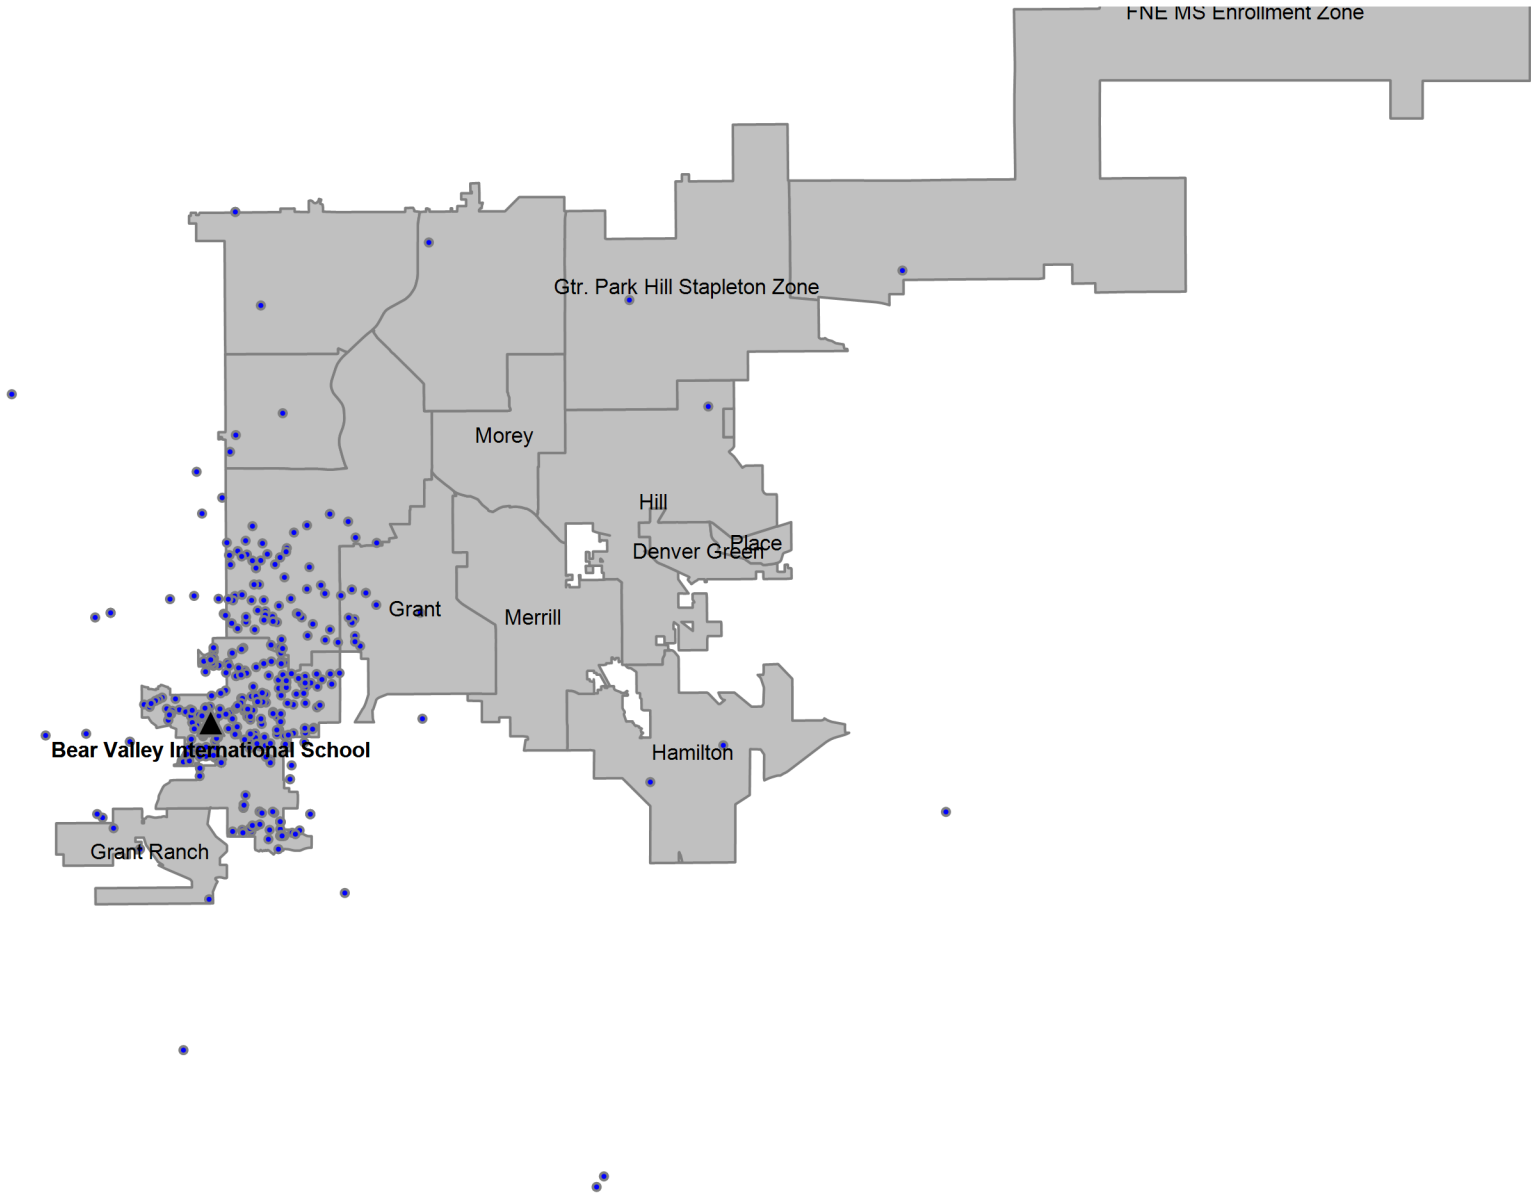 FNE MS Enrollment Zone
Gtr. Park Hill Stapleton Zone
Morey
Hill
Place
Denver Green
Grant
Merrill
Bear Valley International School
Hamilton
Grant Ranch